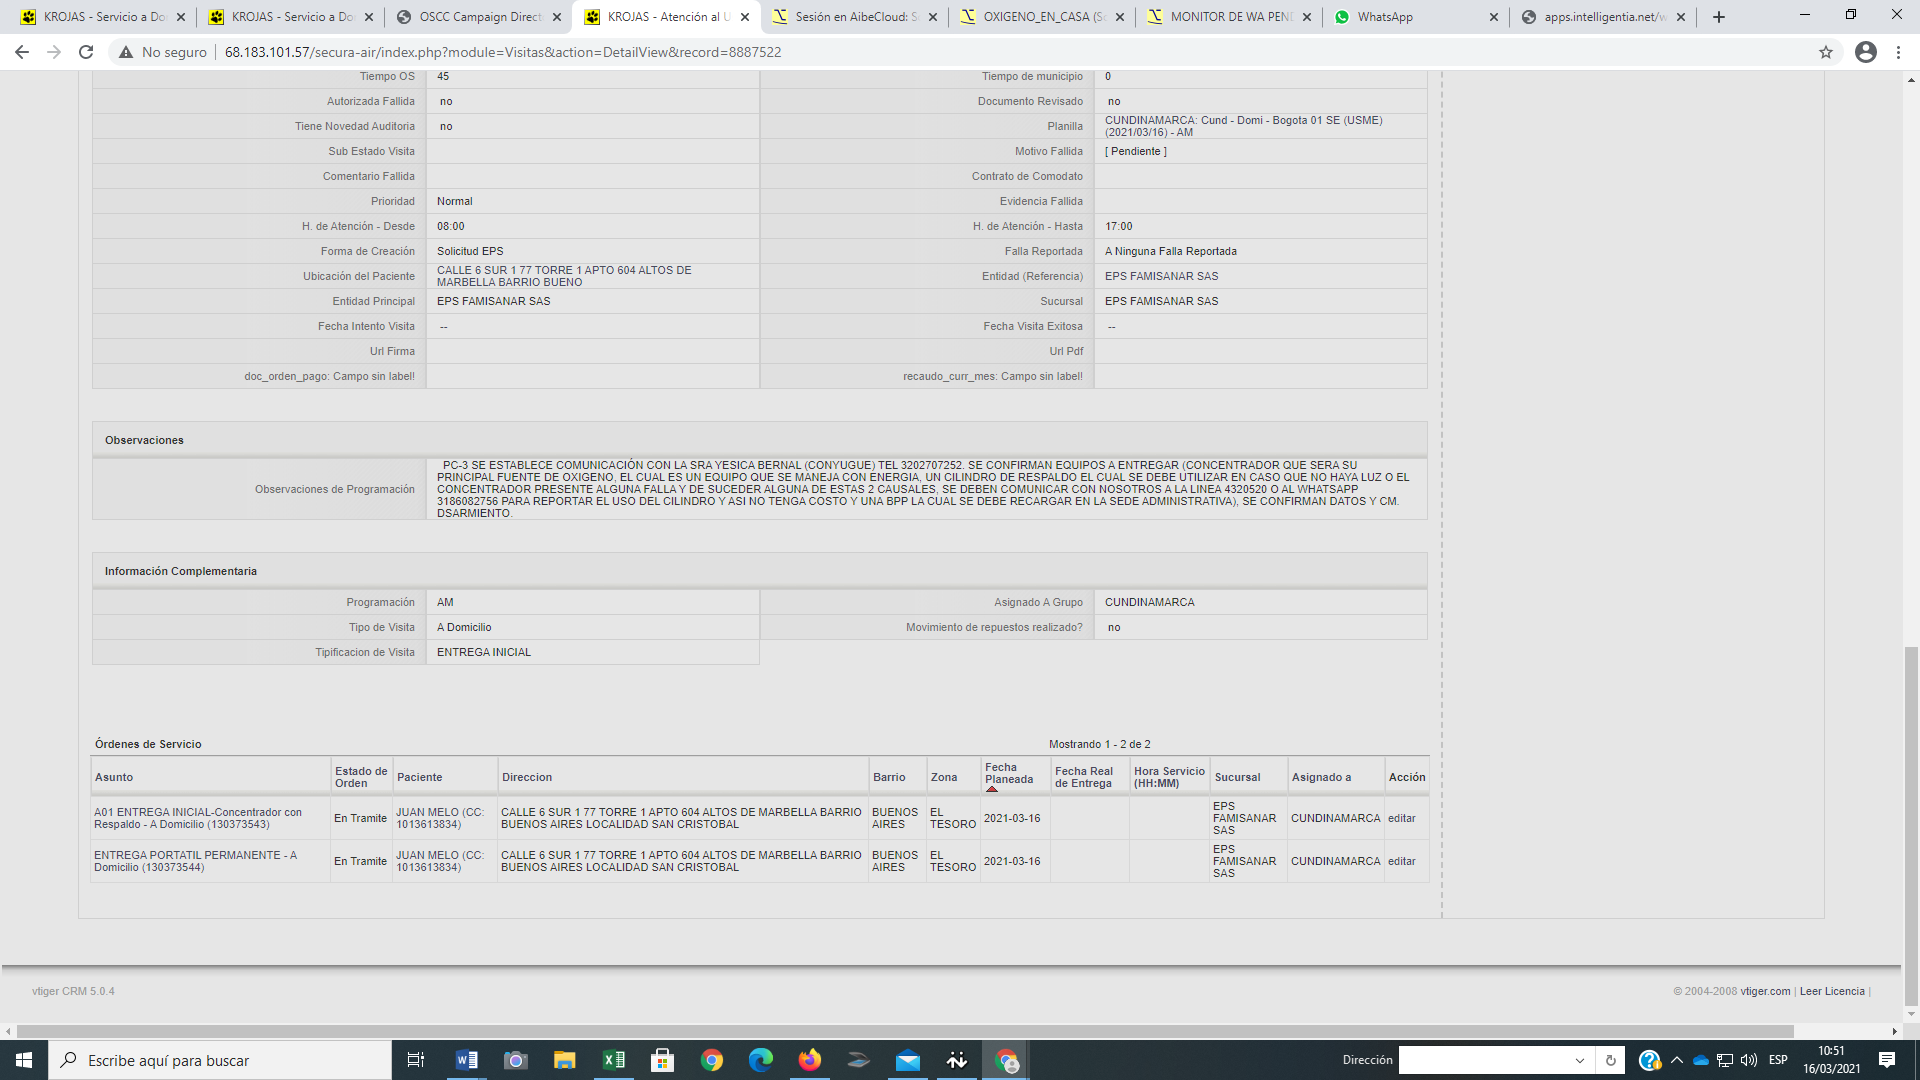 KROJAS - Servicio a Do
KROJAS - Servicio a Do
OSCC Campaign Direct
KROJAS - Atención al U
Sesión en AibeCloud: S
OXIGENO_EN_CASA (S
MONITOR DE WA PEN
WhatsApp
apps.intelligentia.net/w
No seguro
68.183.101.57/secura-air/index.php?module=Visitas&action=DetailView&record=8887522
Tiempo OS 45 Tiempo de municipio 0
Autorizada Fallida no Documento Revisado no
Tiene Novedad Auditoria no Planilla CUNDINAMARCA: Cund - Domi - Bogota 01 SE (USME)
(2021/03/16) - AM
Sub Estado Visita Motivo Fallida [ Pendiente ]
Comentario Fallida Contrato de Comodato
Prioridad Normal Evidencia Fallida
H. de Atención - Desde 08:00 H. de Atención - Hasta 17:00
Forma de Creación Solicitud EPS Falla Reportada A Ninguna Falla Reportada
Ubicación del Paciente CALLE 6 SUR 1 77 TORRE 1 APTO 604 ALTOS DE
MARBELLA BARRIO BUENO
Entidad (Referencia) EPS FAMISANAR SAS
Entidad Principal EPS FAMISANAR SAS Sucursal EPS FAMISANAR SAS
Fecha Intento Visita -- Fecha Visita Exitosa --
Url Firma Url Pdf
doc_orden_pago: Campo sin label! recaudo_curr_mes: Campo sin label!
Observaciones
Observaciones de Programación
PC-3 SE ESTABLECE COMUNICACIÓN CON LA SRA YESICA BERNAL (CONYUGUE) TEL 3202707252. SE CONFIRMAN EQUIPOS A ENTREGAR (CONCENTRADOR QUE SERA SU
PRINCIPAL FUENTE DE OXIGENO, EL CUAL ES UN EQUIPO QUE SE MANEJA CON ENERGIA, UN CILINDRO DE RESPALDO EL CUAL SE DEBE UTILIZAR EN CASO QUE NO HAYA LUZ O EL
CONCENTRADOR PRESENTE ALGUNA FALLA Y DE SUCEDER ALGUNA DE ESTAS 2 CAUSALES, SE DEBEN COMUNICAR CON NOSOTROS A LA LINEA 4320520 O AL WHATSAPP
3186082756 PARA REPORTAR EL USO DEL CILINDRO Y ASI NO TENGA COSTO Y UNA BPP LA CUAL SE DEBE RECARGAR EN LA SEDE ADMINISTRATIVA), SE CONFIRMAN DATOS Y CM.
DSARMIENTO.
Información Complementaria
Programación AM Asignado A Grupo CUNDINAMARCA
Tipo de Visita A Domicilio Movimiento de repuestos realizado? no
Tipificacion de Visita ENTREGA INICIAL
Órdenes de Servicio Mostrando 1 - 2 de 2
Asunto Estado de Orden Paciente Direccion Barrio Zona Fecha Planeada Fecha Real de Entrega Hora Servicio (HH:MM) Sucursal Asignado a Acción
A01 ENTREGA INICIAL-Concentrador con
Respaldo - A Domicilio (130373543)
En Tramite
JUAN MELO (CC:
1013613834)
CALLE 6 SUR 1 77 TORRE 1 APTO 604 ALTOS DE MARBELLA BARRIO
BUENOS AIRES LOCALIDAD SAN CRISTOBAL
BUENOS
AIRES
EL
TESORO
2021-03-16
EPS
FAMISANAR
SAS
CUNDINAMARCA
editar
ENTREGA PORTATIL PERMANENTE - A
Domicilio (130373544)
En Tramite
JUAN MELO (CC:
1013613834)
CALLE 6 SUR 1 77 TORRE 1 APTO 604 ALTOS DE MARBELLA BARRIO
BUENOS AIRES LOCALIDAD SAN CRISTOBAL
BUENOS
AIRES
EL
TESORO
2021-03-16
EPS
FAMISANAR
SAS
CUNDINAMARCA
editar
vtiger CRM 5.0.4
© 2004-2008 vtiger.com | Leer Licencia |
Escribe aquí para buscar
Dirección
ESP
10:51
16/03/2021